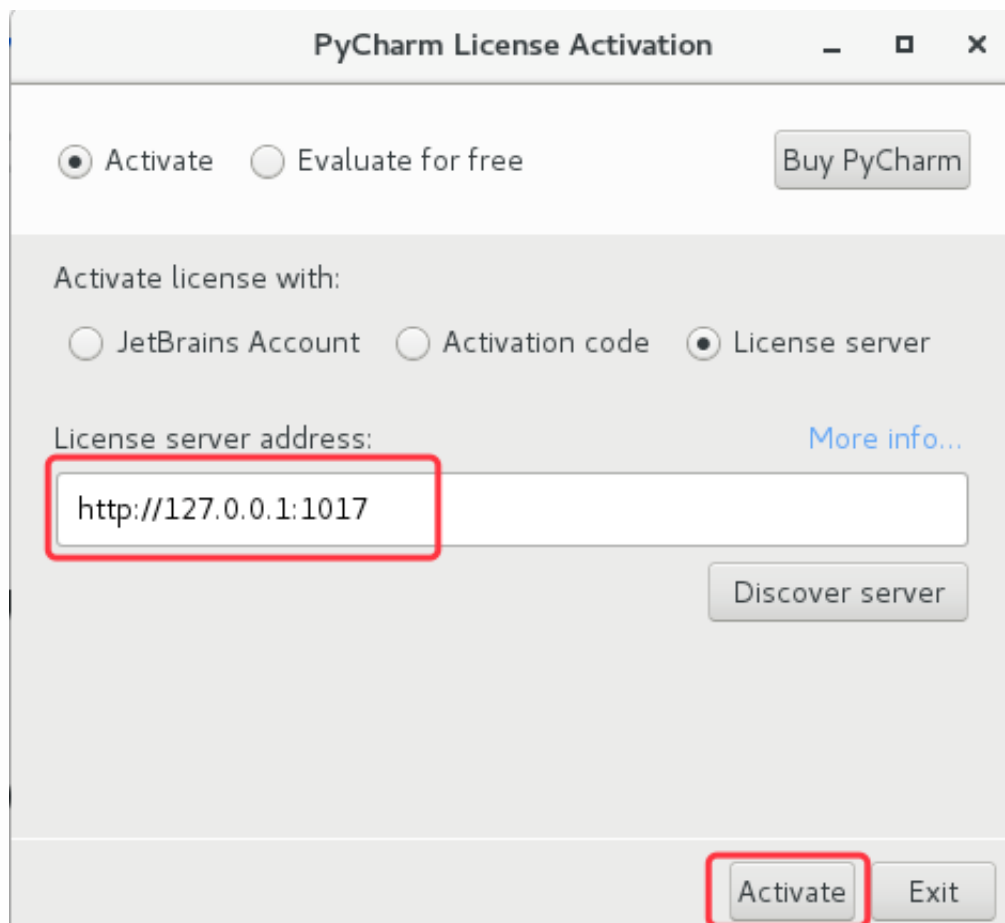 PyCharm License Activation
Activate Evaluate for free Buy PyCharm
Activate license with:
JetBrains Account Activation code License server
License server address: More info...
http://127.0.0.1:1017
Discover server
Activate Exit